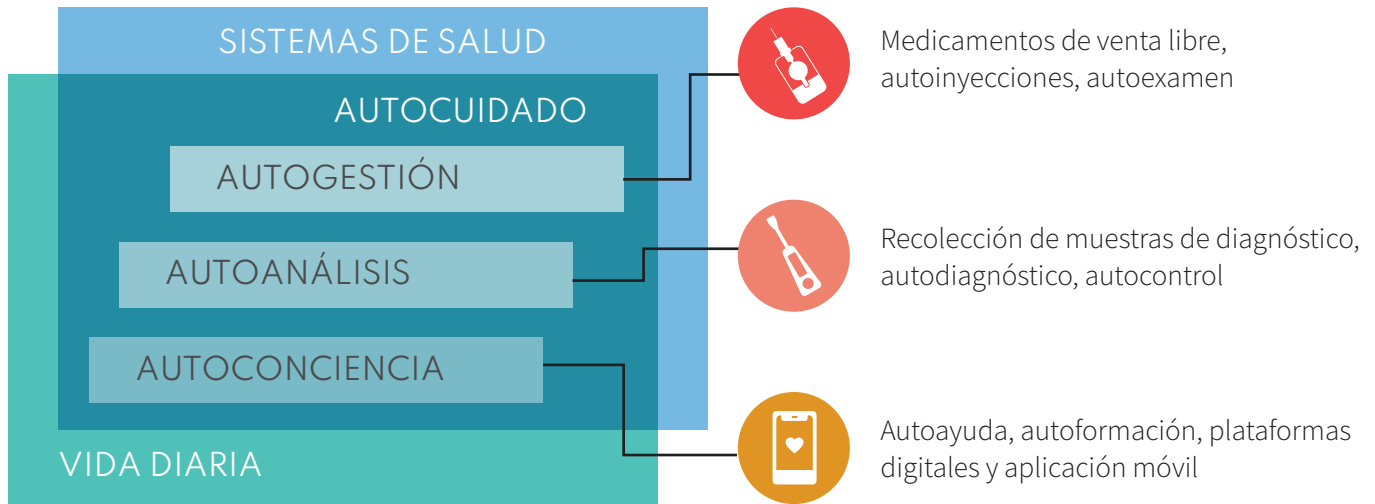 SISTEMAS DE SALUD
AUTOCUIDADO
AUTOGESTIÓN
AUTOANÁLISIS
AUTOCONCIENCIA
VIDA DIARIA
Medicamentos de venta libre,
autoinyecciones, autoexamen
Recolección de muestras de diagnóstico,
autodiagnóstico, autocontrol
Autoayuda, autoformación, plataformas
digitales y aplicación móvil